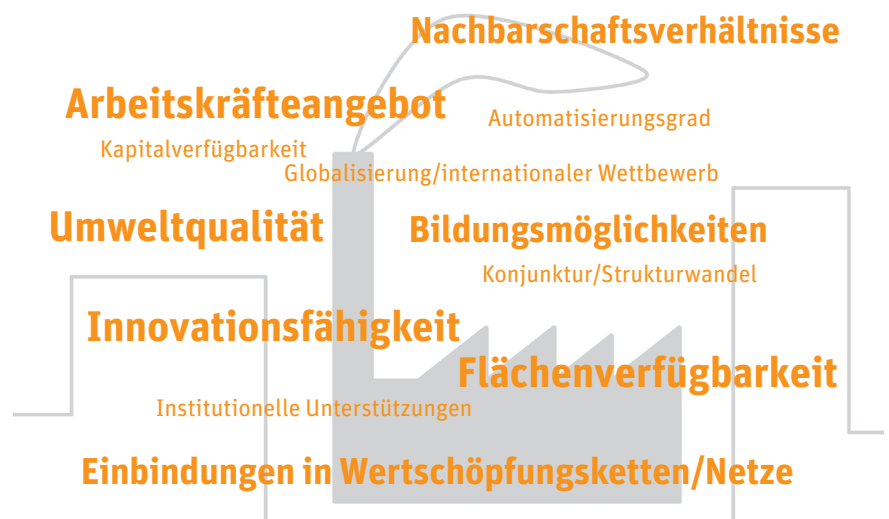 Nachbarschaftsverhältnisse
Arbeitskräfteangebot
Automatisierungsgrad
Kapitalverfügbarkeit
Globalisierung/internationaler Wettbewerb
Umweltqualität
Bildungsmöglichkeiten
Konjunktur/Strukturwandel
Innovationsfähigkeit
Flächenverfügbarkeit
Institutionelle Unterstützungen
Einbindungen in Wertschöpfungsketten/Netze